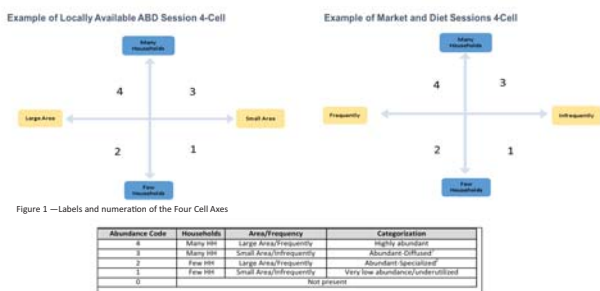 Example of Locally Available ABD Session 4-Cell
Many Households
4
3
Large Area
Small Area
2
1
Few Households
Example of Market and Diet Sessions 4Cell
Many Households
4
3
Frequently
Infrequently
2
1
Few Households
Figure 1 —Labels and numeration of the Four Cell Axes
Abundance Code Households Area/Frequency Categorization
4 Many HH Large Area/Frequently Highly abundant
3 Many HH Small Area/Infrequently Abundant-Diffused
2 Few HH Large Area/Frequently Abundant-Specialized
1 Few HH Small Area/Infrequently Very low abundance/underutilized
0 Not present